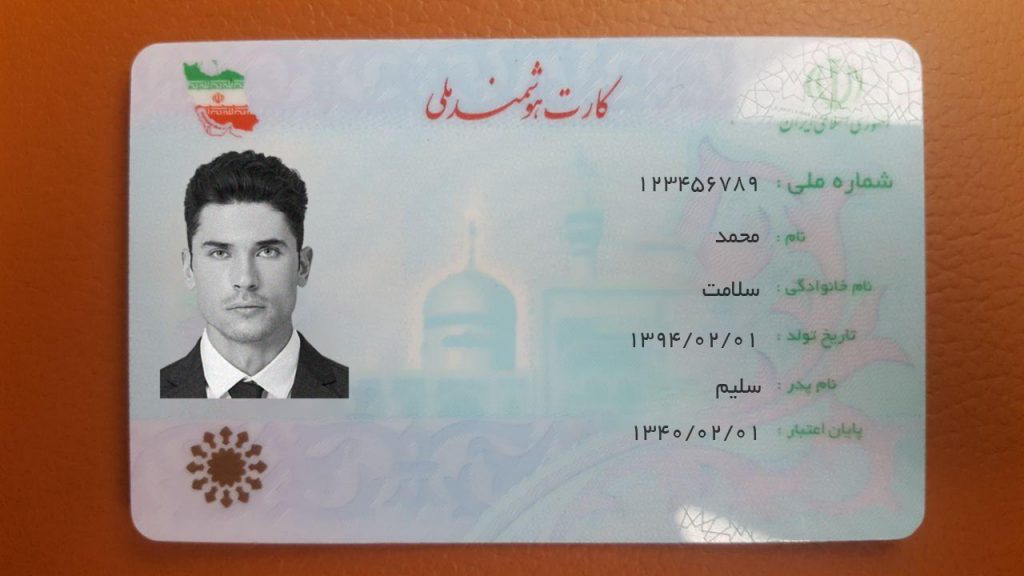 کارت هوشمند ملی
جمهوری اسلامی ایران
شماره ملی : ۱۲۳۴۵۶۷۸۹
نام : محمد
نام خانوادگی : سلامت
تاریخ تولد : ۱۳۹۴/۰۲/۰۱
نام پدر : سلیم
پایان اعتبار : ۱۳۴۰/۰۲/۰۱